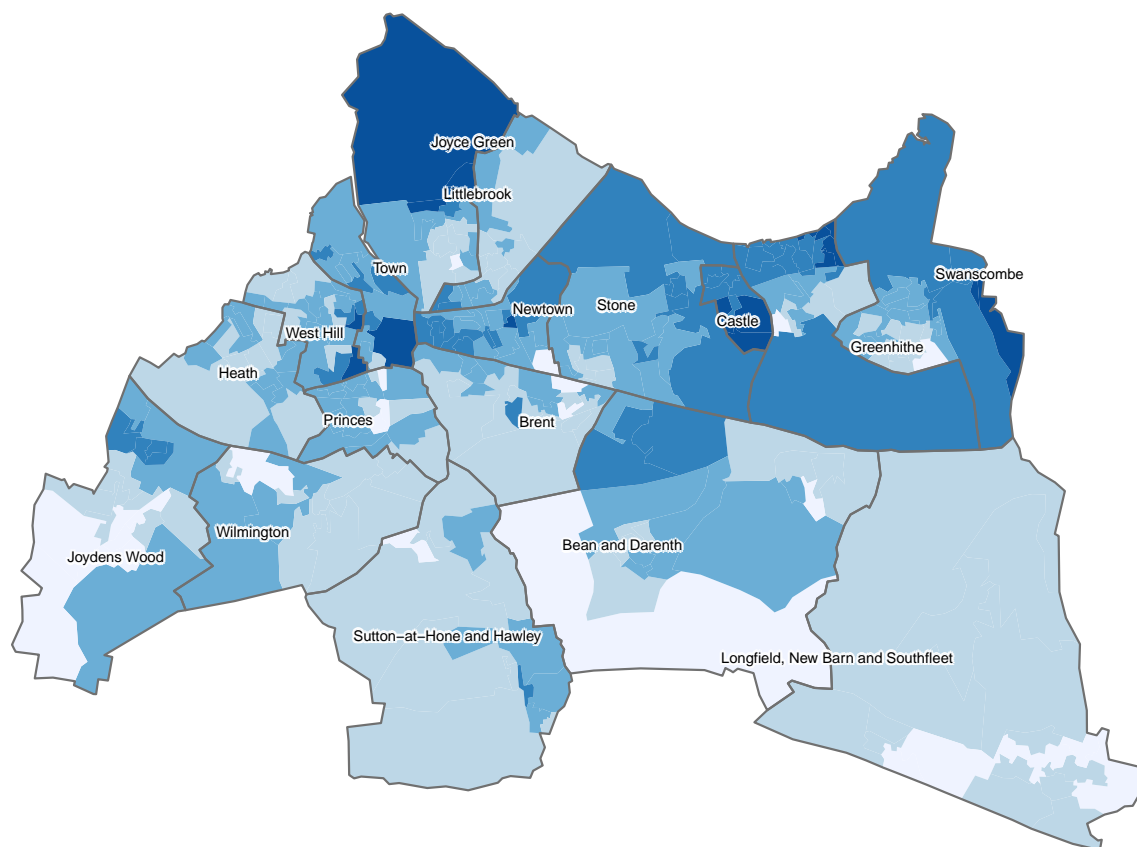 Joyce Green
Littlebrook
Town
Swanscombe
Newtown
Stone
Castle
West Hill
Greenhithe
Heath
Princes
Brent
Wilmington
Bean and Darenth
Joydens Wood
Sutton−at−Hone and Hawley
Longfield, New Barn and Southfleet